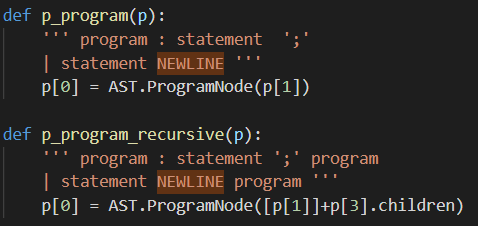 def p_program(p):
''' program : statement  ';'
| statement NEWLINE '''
p[0] = AST.ProgramNode(p[1])
def p_program_recursive(p):
''' program : statement ';' program
| statement NEWLINE program '''
p[0] = AST.ProgramNode([p[1]]+p[3].children)